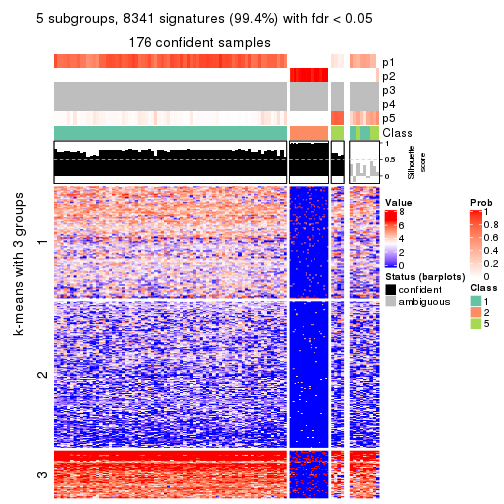 5 subgroups, 8341 signatures (99.4%) with fdr < 0.05
176 confident samples
p1
p2
p3
p4
p5
Class
1
0.5
0
Silhouette
score
k-means with 3 groups
1
2
3
Value
8
6
4
2
0
Status (barplots)
confident
ambiguous
Prob
1
0.8
0.6
0.4
0.2
0
Class
1
2
5